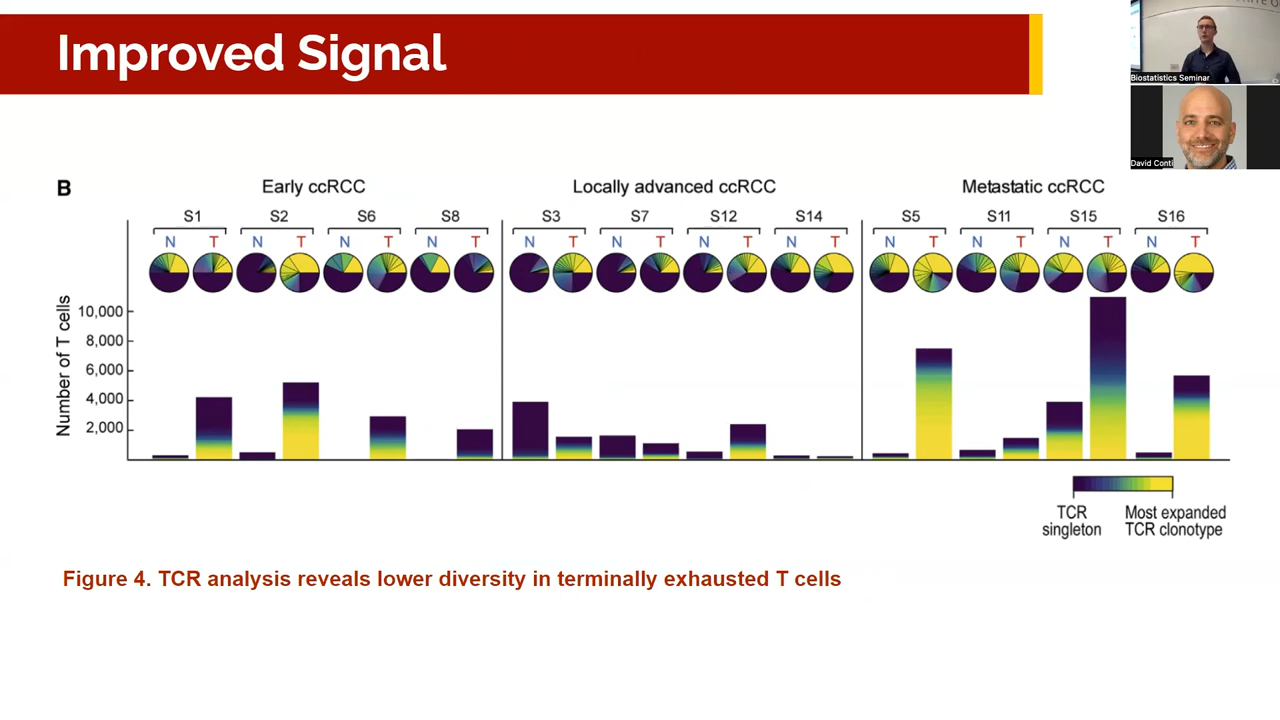 Improved Signal
Biostatistics Seminar
David Conti
B
Early ccRCC
Locally advanced ccRCC
Metastatic ccRCC
S1 S2 S6 S8 S3 S7 S12 S14 S5 S11 S15 S16
N T N T N T N T N T N T N T N T N T N T N T N T
Number of T cells
10,000
8,000
6,000
4,000
2,000
TCR
singleton
Most expanded
TCR clonotype
Figure 4. TCR analysis reveals lower diversity in terminally exhausted T cells